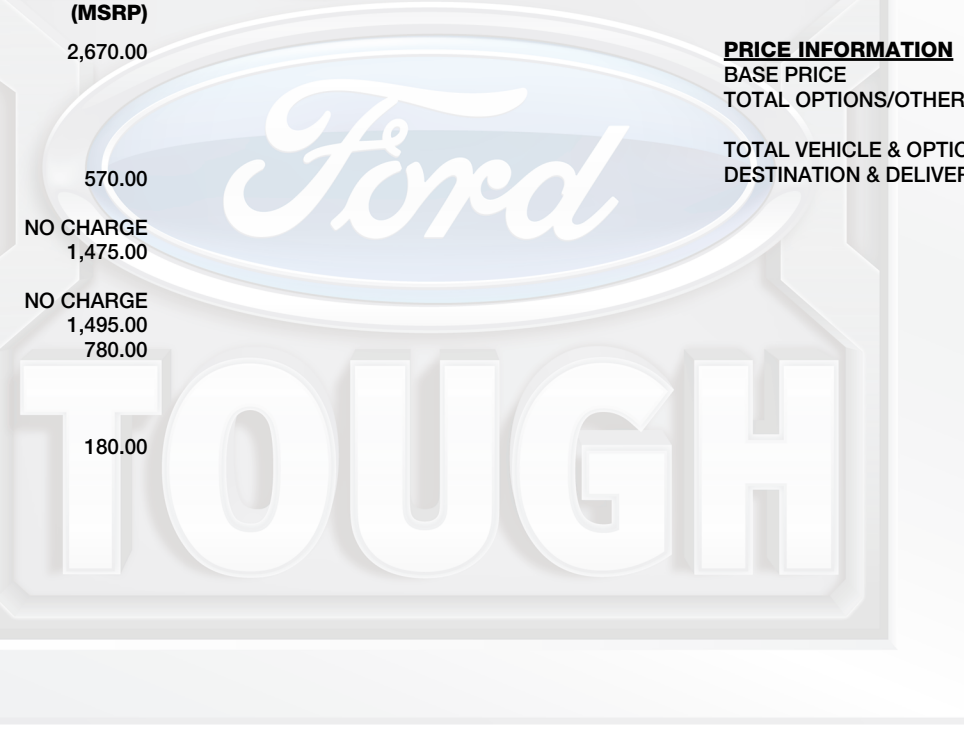 (MSRP)
2,670.00
570.00
NO CHARGE
1,475.00
NO CHARGE
1,495.00
780.00
180.00
PRICE INFORMATION
BASE PRICE
TOTAL OPTIONS/OTHER
TOTAL VEHICLE & OPTIO
DESTINATION & DELIVER
Ford
TOUGH